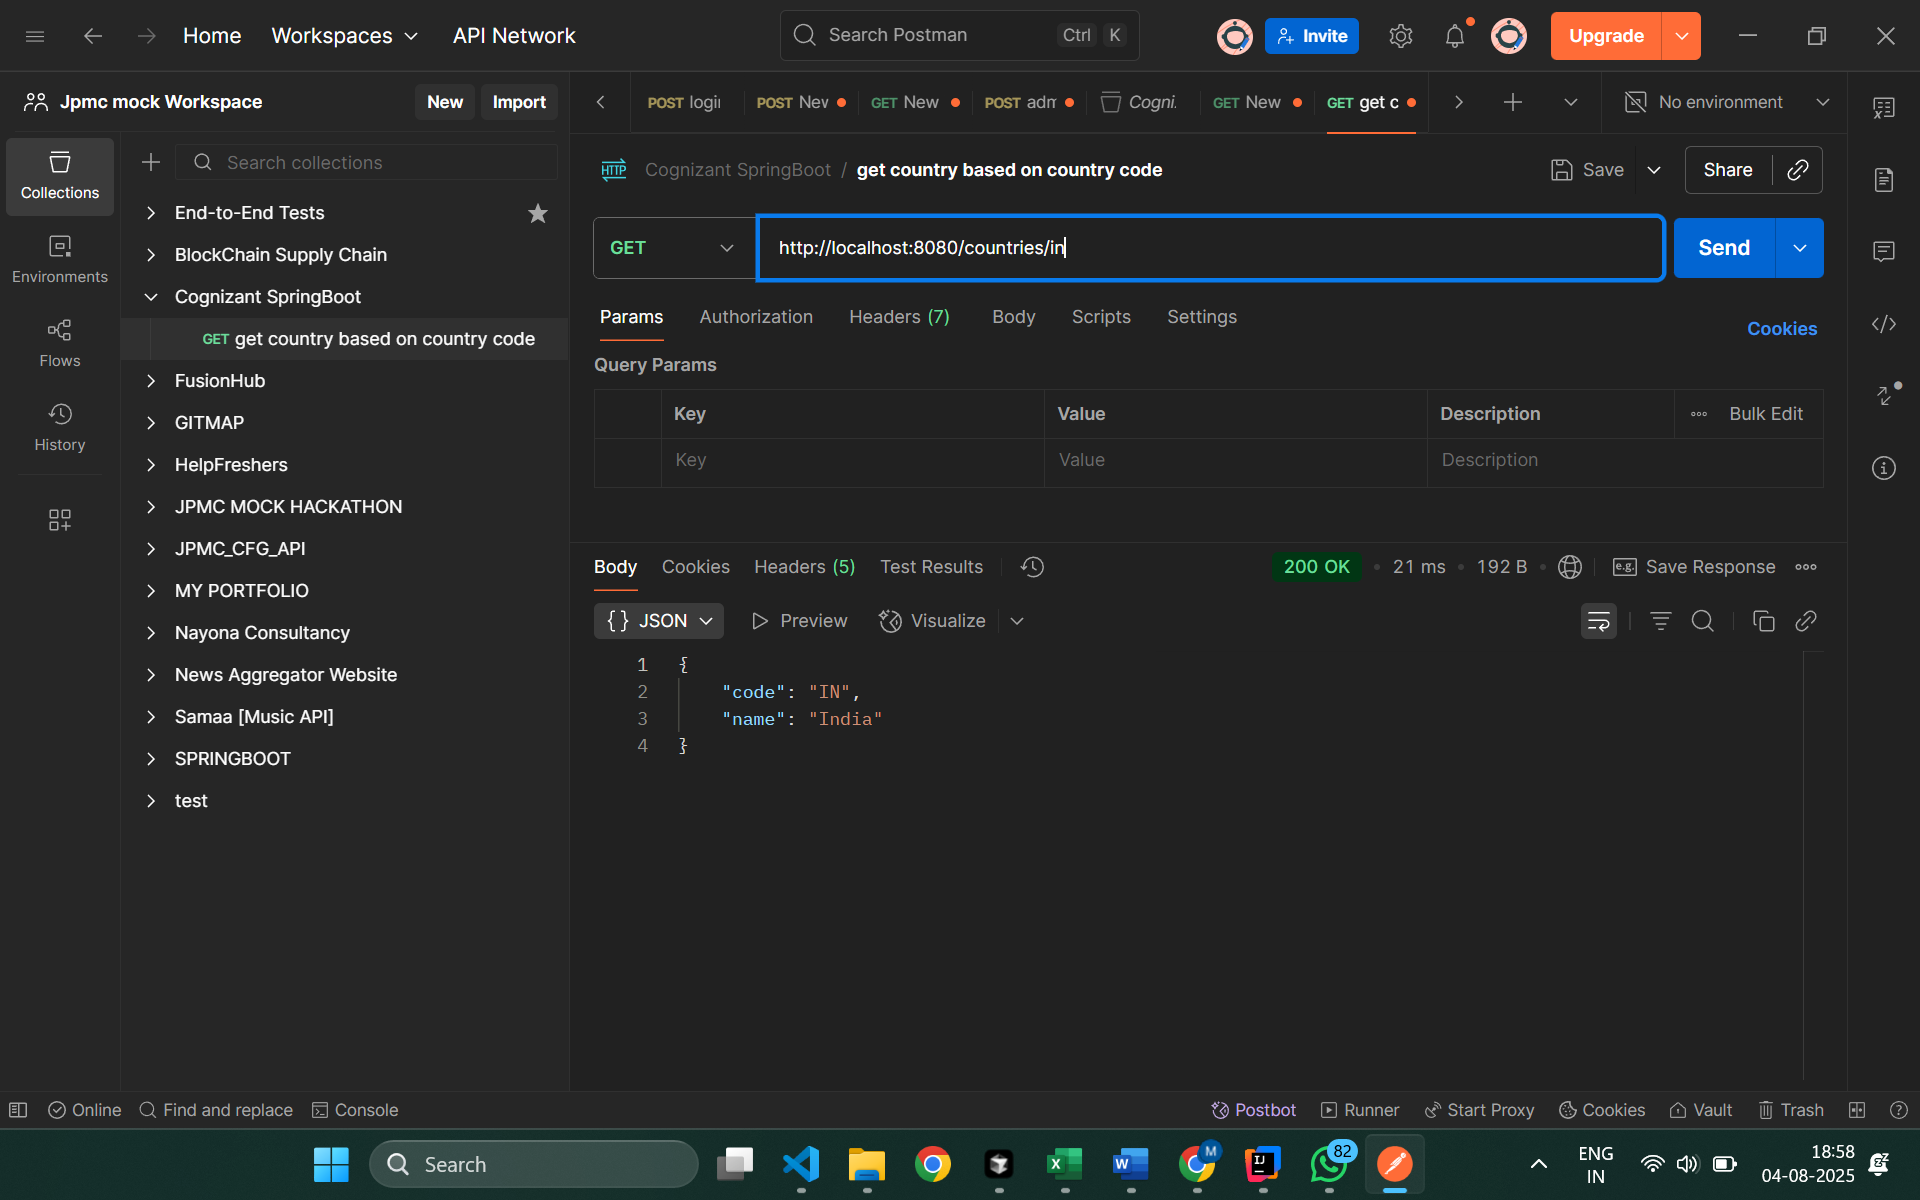 Home Workspaces API Network Search Postman Ctrl K Invite Upgrade
Jpmc mock Workspace New Import
POST login POST New GET New POST adm Cogni. GET New GET get c No environment
Collections
Environments
Flows
History
Search collections
End-to-End Tests
BlockChain Supply Chain
Cognizant SpringBoot
GET get country based on country code
FusionHub
GITMAP
HelpFreshers
JPMC MOCK HACKATHON
JPMC_CFG_API
MY PORTFOLIO
Nayona Consultancy
News Aggregator Website
Samaa [Music API]
SPRINGBOOT
test
HTTP Cognizant SpringBoot / get country based on country code Save Share
GET http://localhost:8080/countries/in Send
Params Authorization Headers (7) Body Scripts Settings Cookies
Query Params
Key Value Description Bulk Edit
Key Value Description
Body Cookies Headers (5) Test Results 200 OK • 21 ms • 192 B • e.g. Save Response
{} JSON Preview Visualize
1 {
2 "code": "IN",
3 "name": "India"
4 }
Online Find and replace Console Postbot Runner Start Proxy Cookies Vault Trash
Search M 82 ENG IN 18:58
04-08-2025